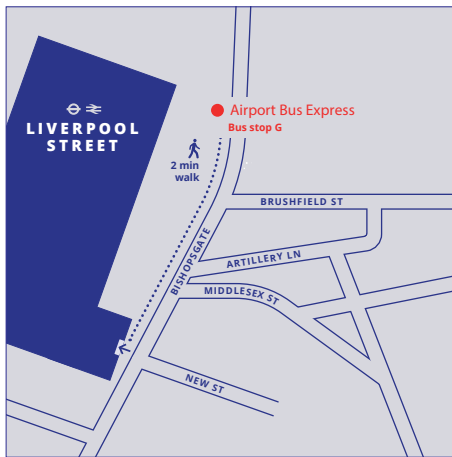 LIVERPOOL
STREET
Airport Bus Express
Bus stop G
2 min
walk
BRUSHFIELD ST
BISHOPSGATE
ARTILLERY LN
MIDDLESEX ST
NEW ST